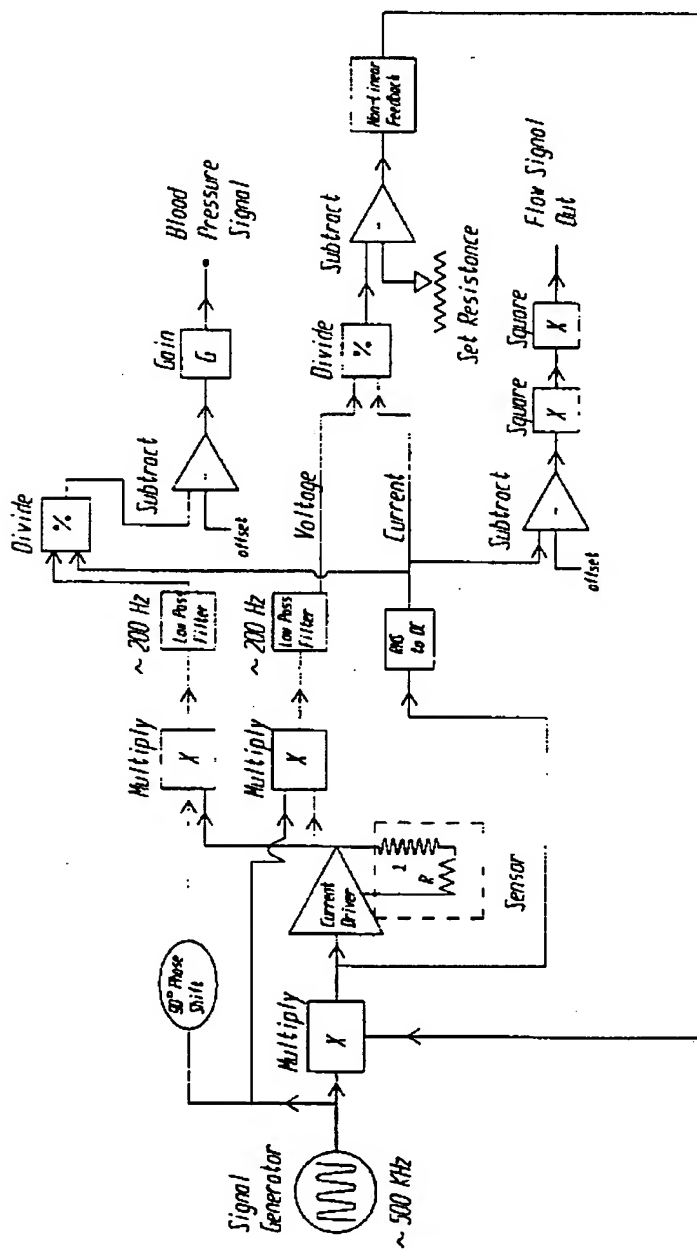 Signal
Generator
~ 500 KHz
90° Phase
Shift
Multiply
X
Current
Driver
1
R
Sensor
Multiply
X
Multiply
X
~ 200 Hz
Low Pass
Filter
~ 200 Hz
Low Pass
Filter
RMS
to DC
Divide
%
Subtract
-
offset
Gain
G
Blood
Pressure
Signal
Voltage
Current
Divide
%
Subtract
-
Set Resistance
Non-Linear
Feedback
Subtract
-
offset
Square
X
Square
X
Flow Signal
Out